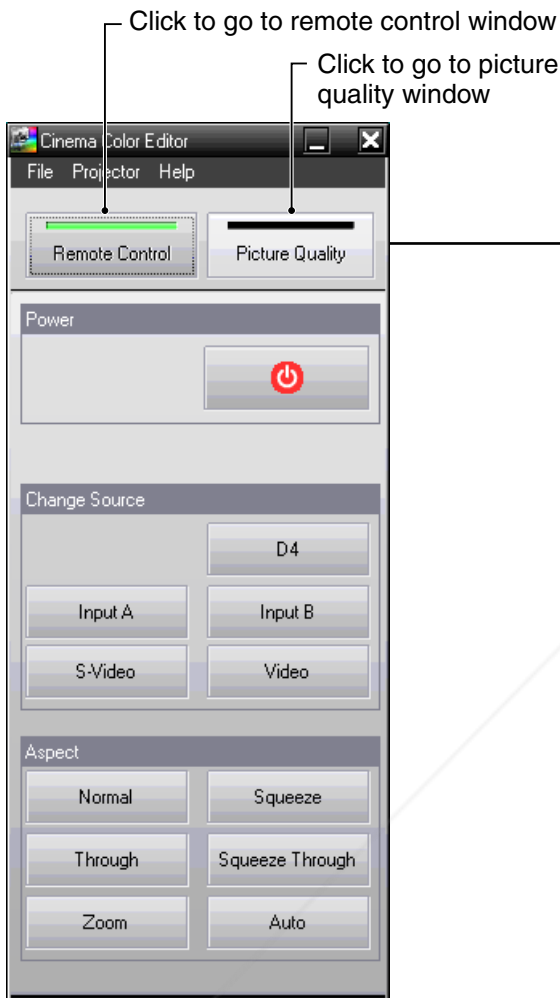 Click to go to remote control window
Click to go to picture
quality window
Cinema Color Editor
File Projector Help
Remote Control Picture Quality
Power
Change Source
D4
Input A Input B
S-Video Video
Aspect
Normal Squeeze
Through Squeeze Through
Zoom Auto